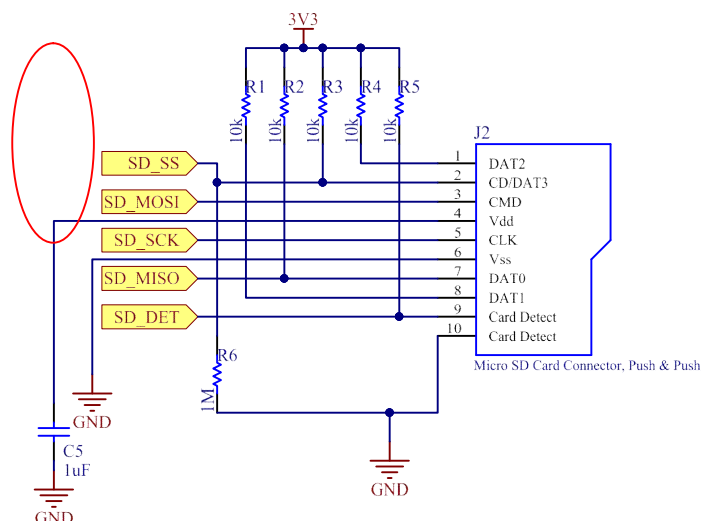 3V3
R1
R2
R3
R4
R5
10k
10k
10k
10k
10k
J2
SD_SS
SD_MOSI
SD_SCK
SD_MISO
SD_DET
1 DAT2
2 CD/DAT3
3 CMD
4 Vdd
5 CLK
6 Vss
7 DAT0
8 DAT1
9 Card Detect
10 Card Detect
Micro SD Card Connector, Push & Push
R6
1M
GND
C5
1uF
GND
GND